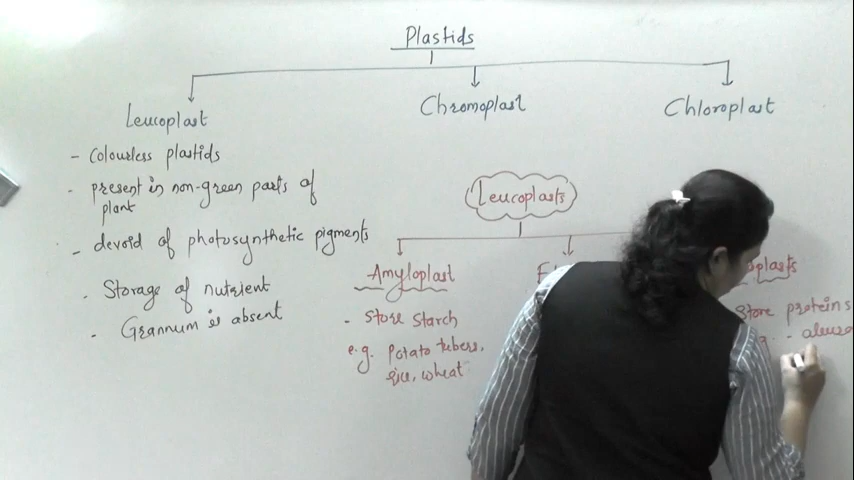 Plastids
Leucoplast
Chromoplast
Chloroplast
- Colourless plastids
- present in non-green parts of
plant
- devoid of photosynthetic pigments
- Storage of nutrient
- Grannum is absent
Leucoplasts
Amyloplast
- Store Starch
e.g. Potato tubers,
rice, wheat
Store proteins